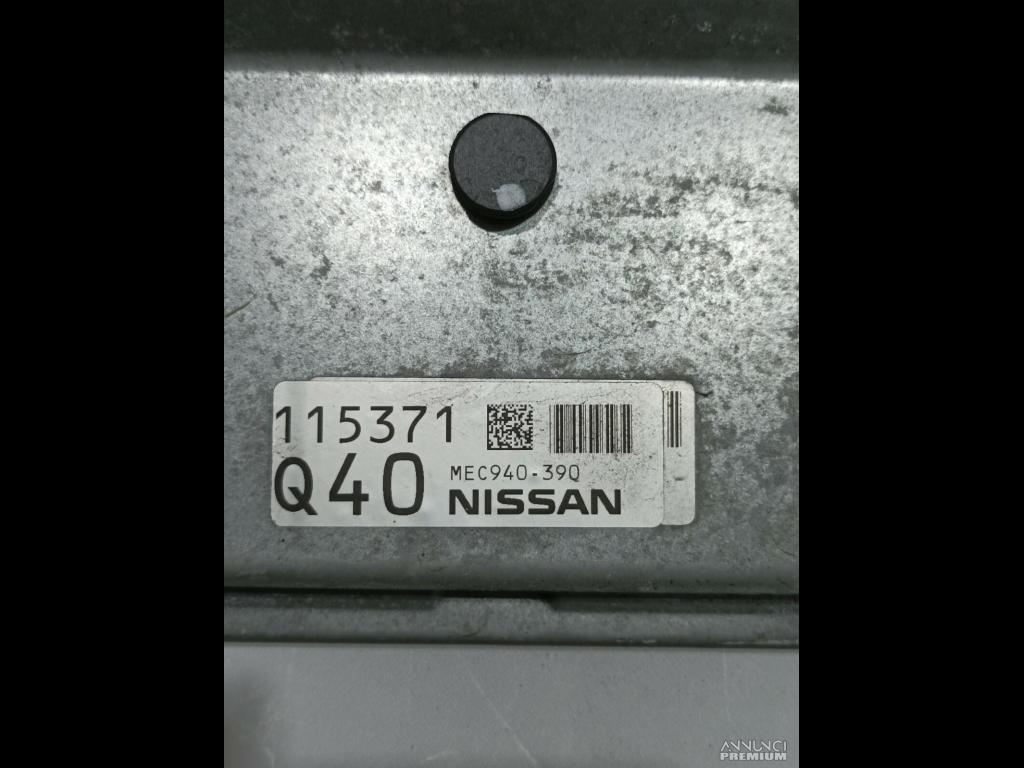 115371
Q40
MEC940-390
NISSAN
ANNUNCI
PREMIUM